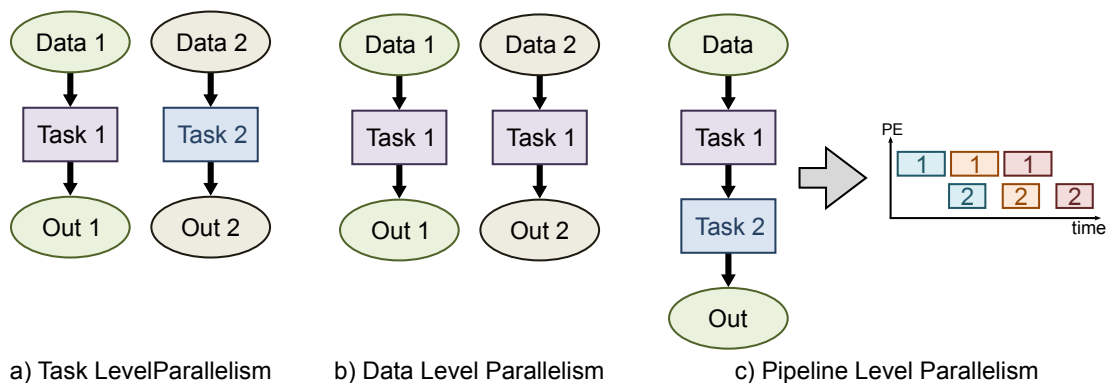 Data 1
Data 2
Task 1
Task 2
Out 1
Out 2
a) Task LevelParallelism
Data 1
Data 2
Task 1
Task 1
Out 1
Out 2
b) Data Level Parallelism
Data
Task 1
Task 2
Out
PE
1
1
1
2
2
2
time
c) Pipeline Level Parallelism